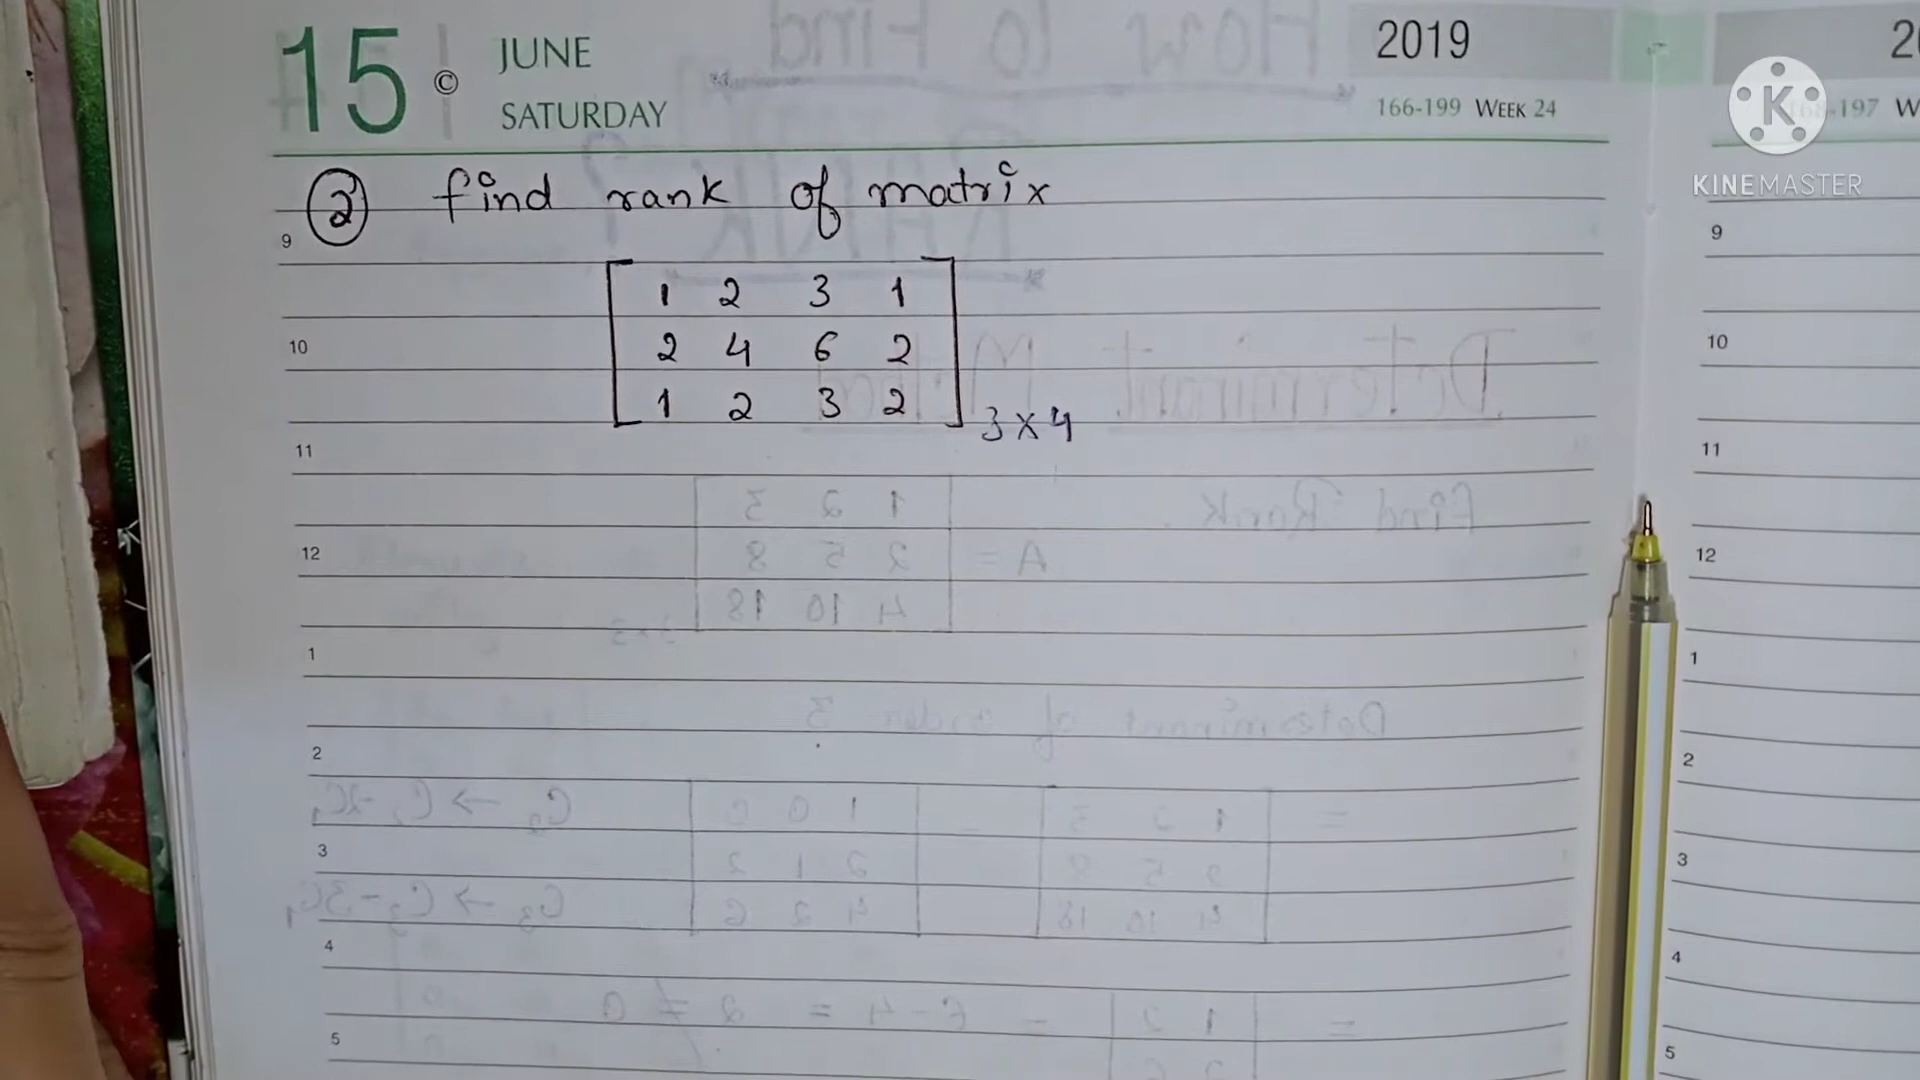 15 © JUNE
SATURDAY
2019
166-199 WEEK 24
KINEMASTER
② find rank of matrix
1 2 3 1
2 4 6 2
1 2 3 2
3×4
9
10
11
12
1
2
3
4
5
9
10
11
12
1
2
3
4
5